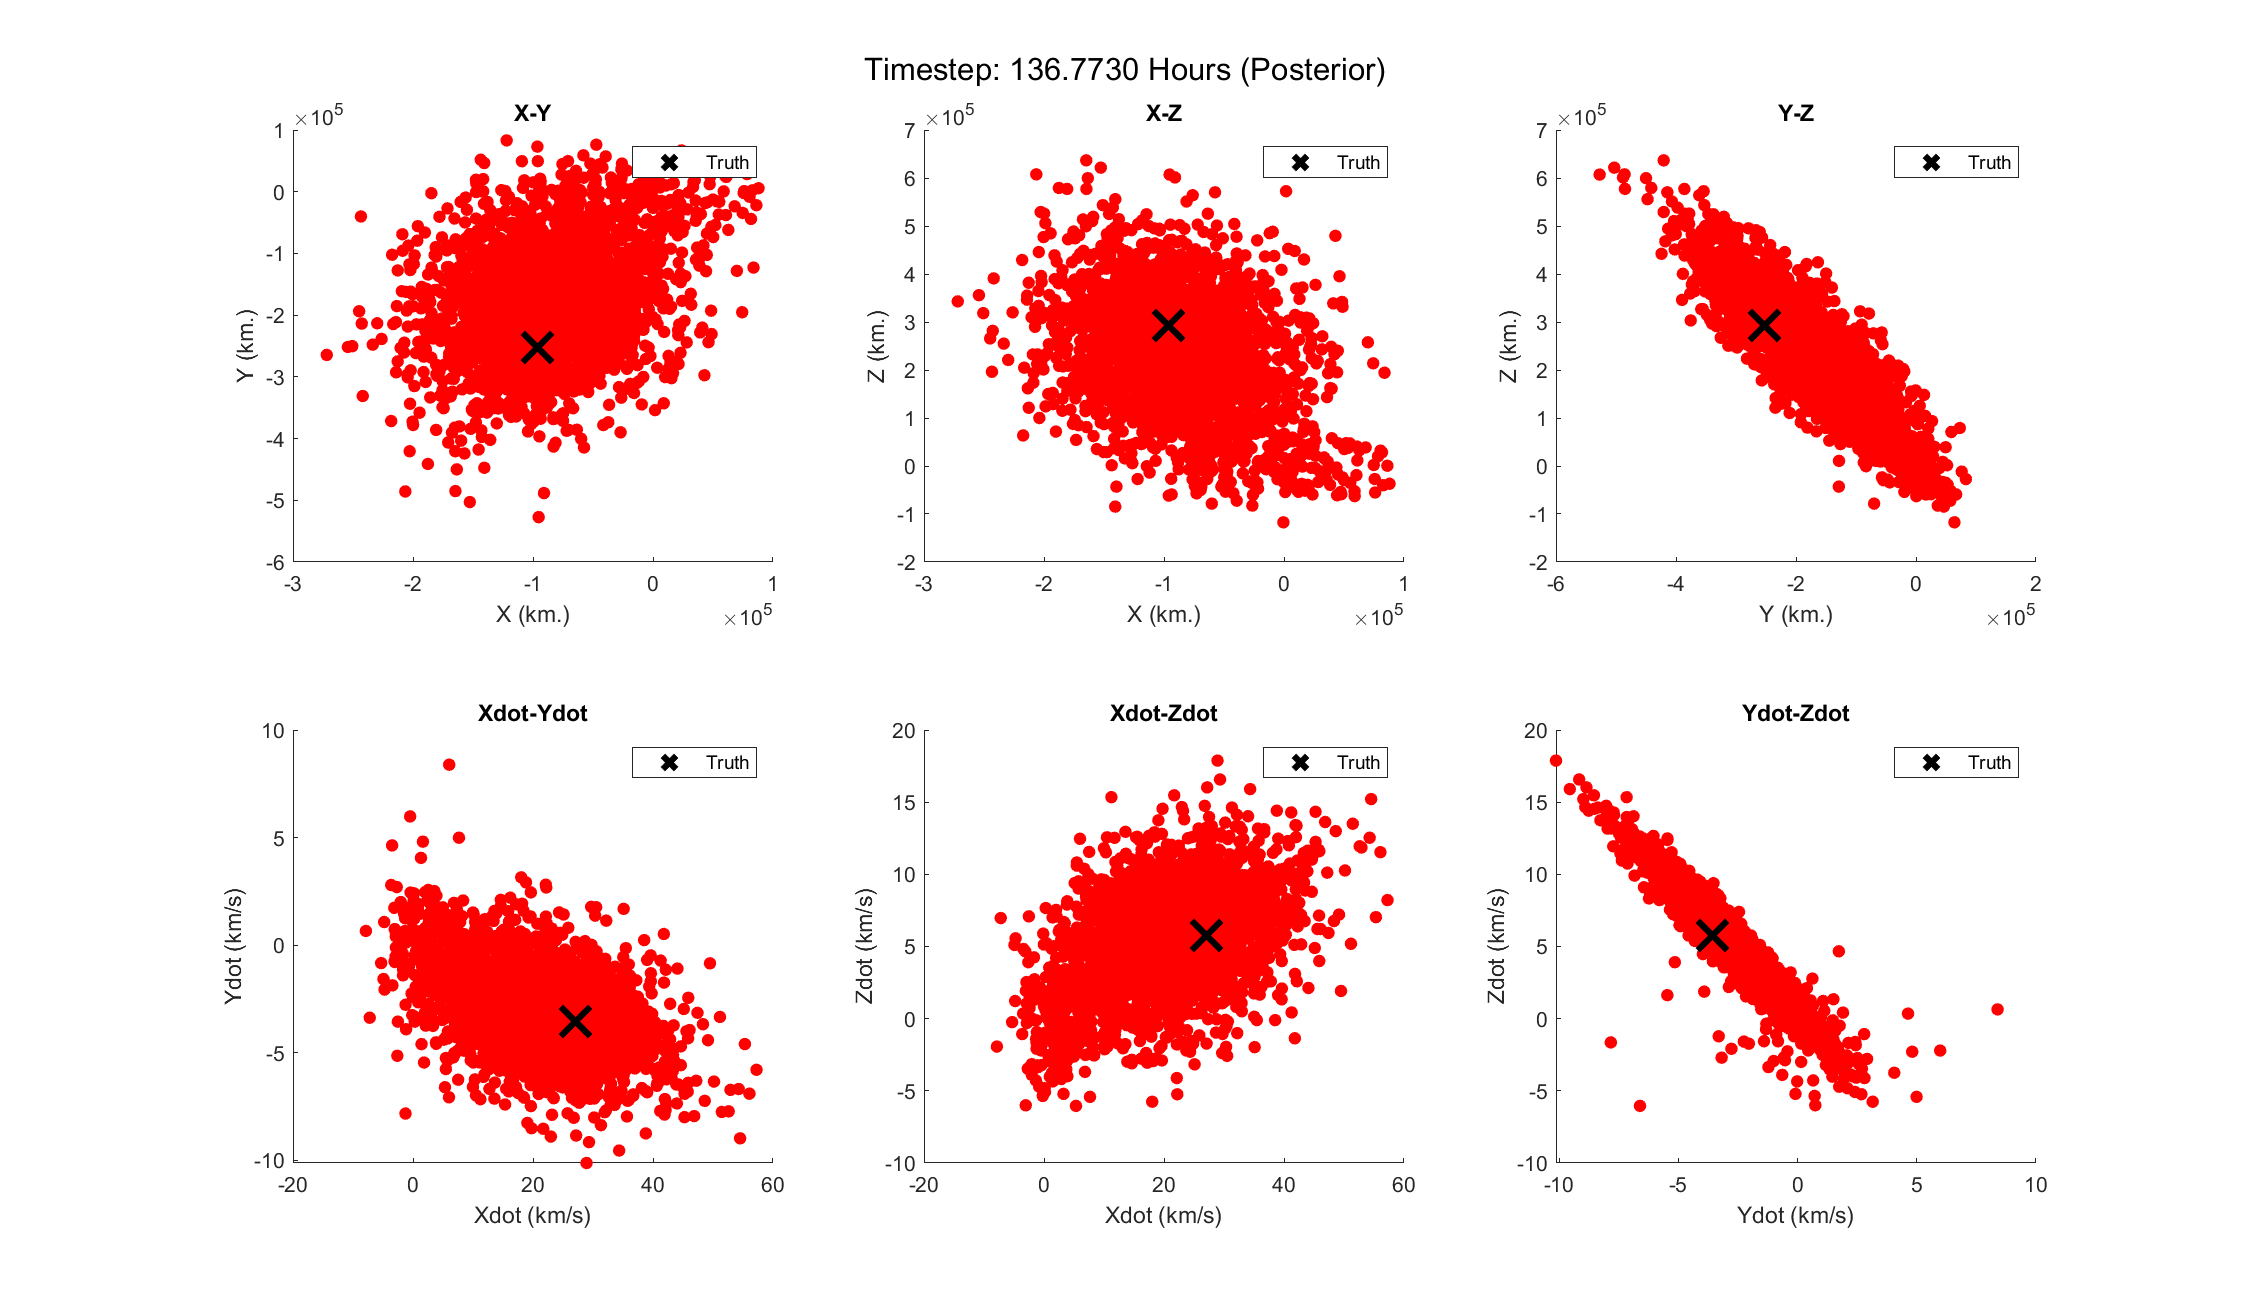 Timestep: 136.7730 Hours (Posterior)
X-Y
×10^5
1
0
-1
-2
-3
-4
-5
-6
Y (km.)
-3 -2 -1 0 1
X (km.)
×10^5
Truth
X-Z
×10^5
7
6
5
4
3
2
1
0
-1
-2
Z (km.)
-3 -2 -1 0 1
X (km.)
×10^5
Truth
Y-Z
×10^5
7
6
5
4
3
2
1
0
-1
-2
Z (km.)
-6 -4 -2 0 2
Y (km.)
×10^5
Truth
Xdot-Ydot
10
5
0
-5
-10
Ydot (km/s)
-20 0 20 40 60
Xdot (km/s)
Truth
Xdot-Zdot
20
15
10
5
0
-5
-10
Zdot (km/s)
-20 0 20 40 60
Xdot (km/s)
Truth
Ydot-Zdot
20
15
10
5
0
-5
-10
Zdot (km/s)
-10 -5 0 5 10
Ydot (km/s)
Truth